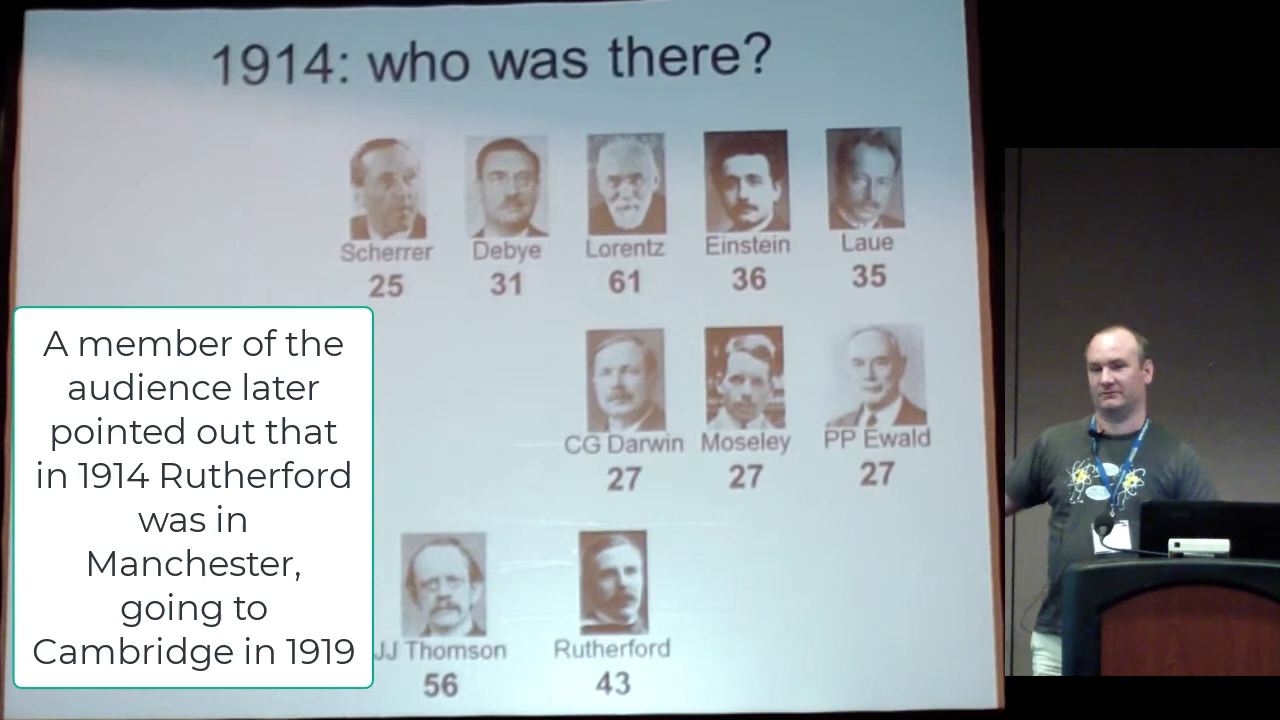 1914: who was there?
Scherrer Debye Lorentz Einstein Laue
25 31 61 36 35
CG Darwin Moseley PP Ewald
27 27 27
JJ Thomson Rutherford
56 43
A member of the
audience later
pointed out that
in 1914 Rutherford
was in
Manchester,
going to
Cambridge in 1919